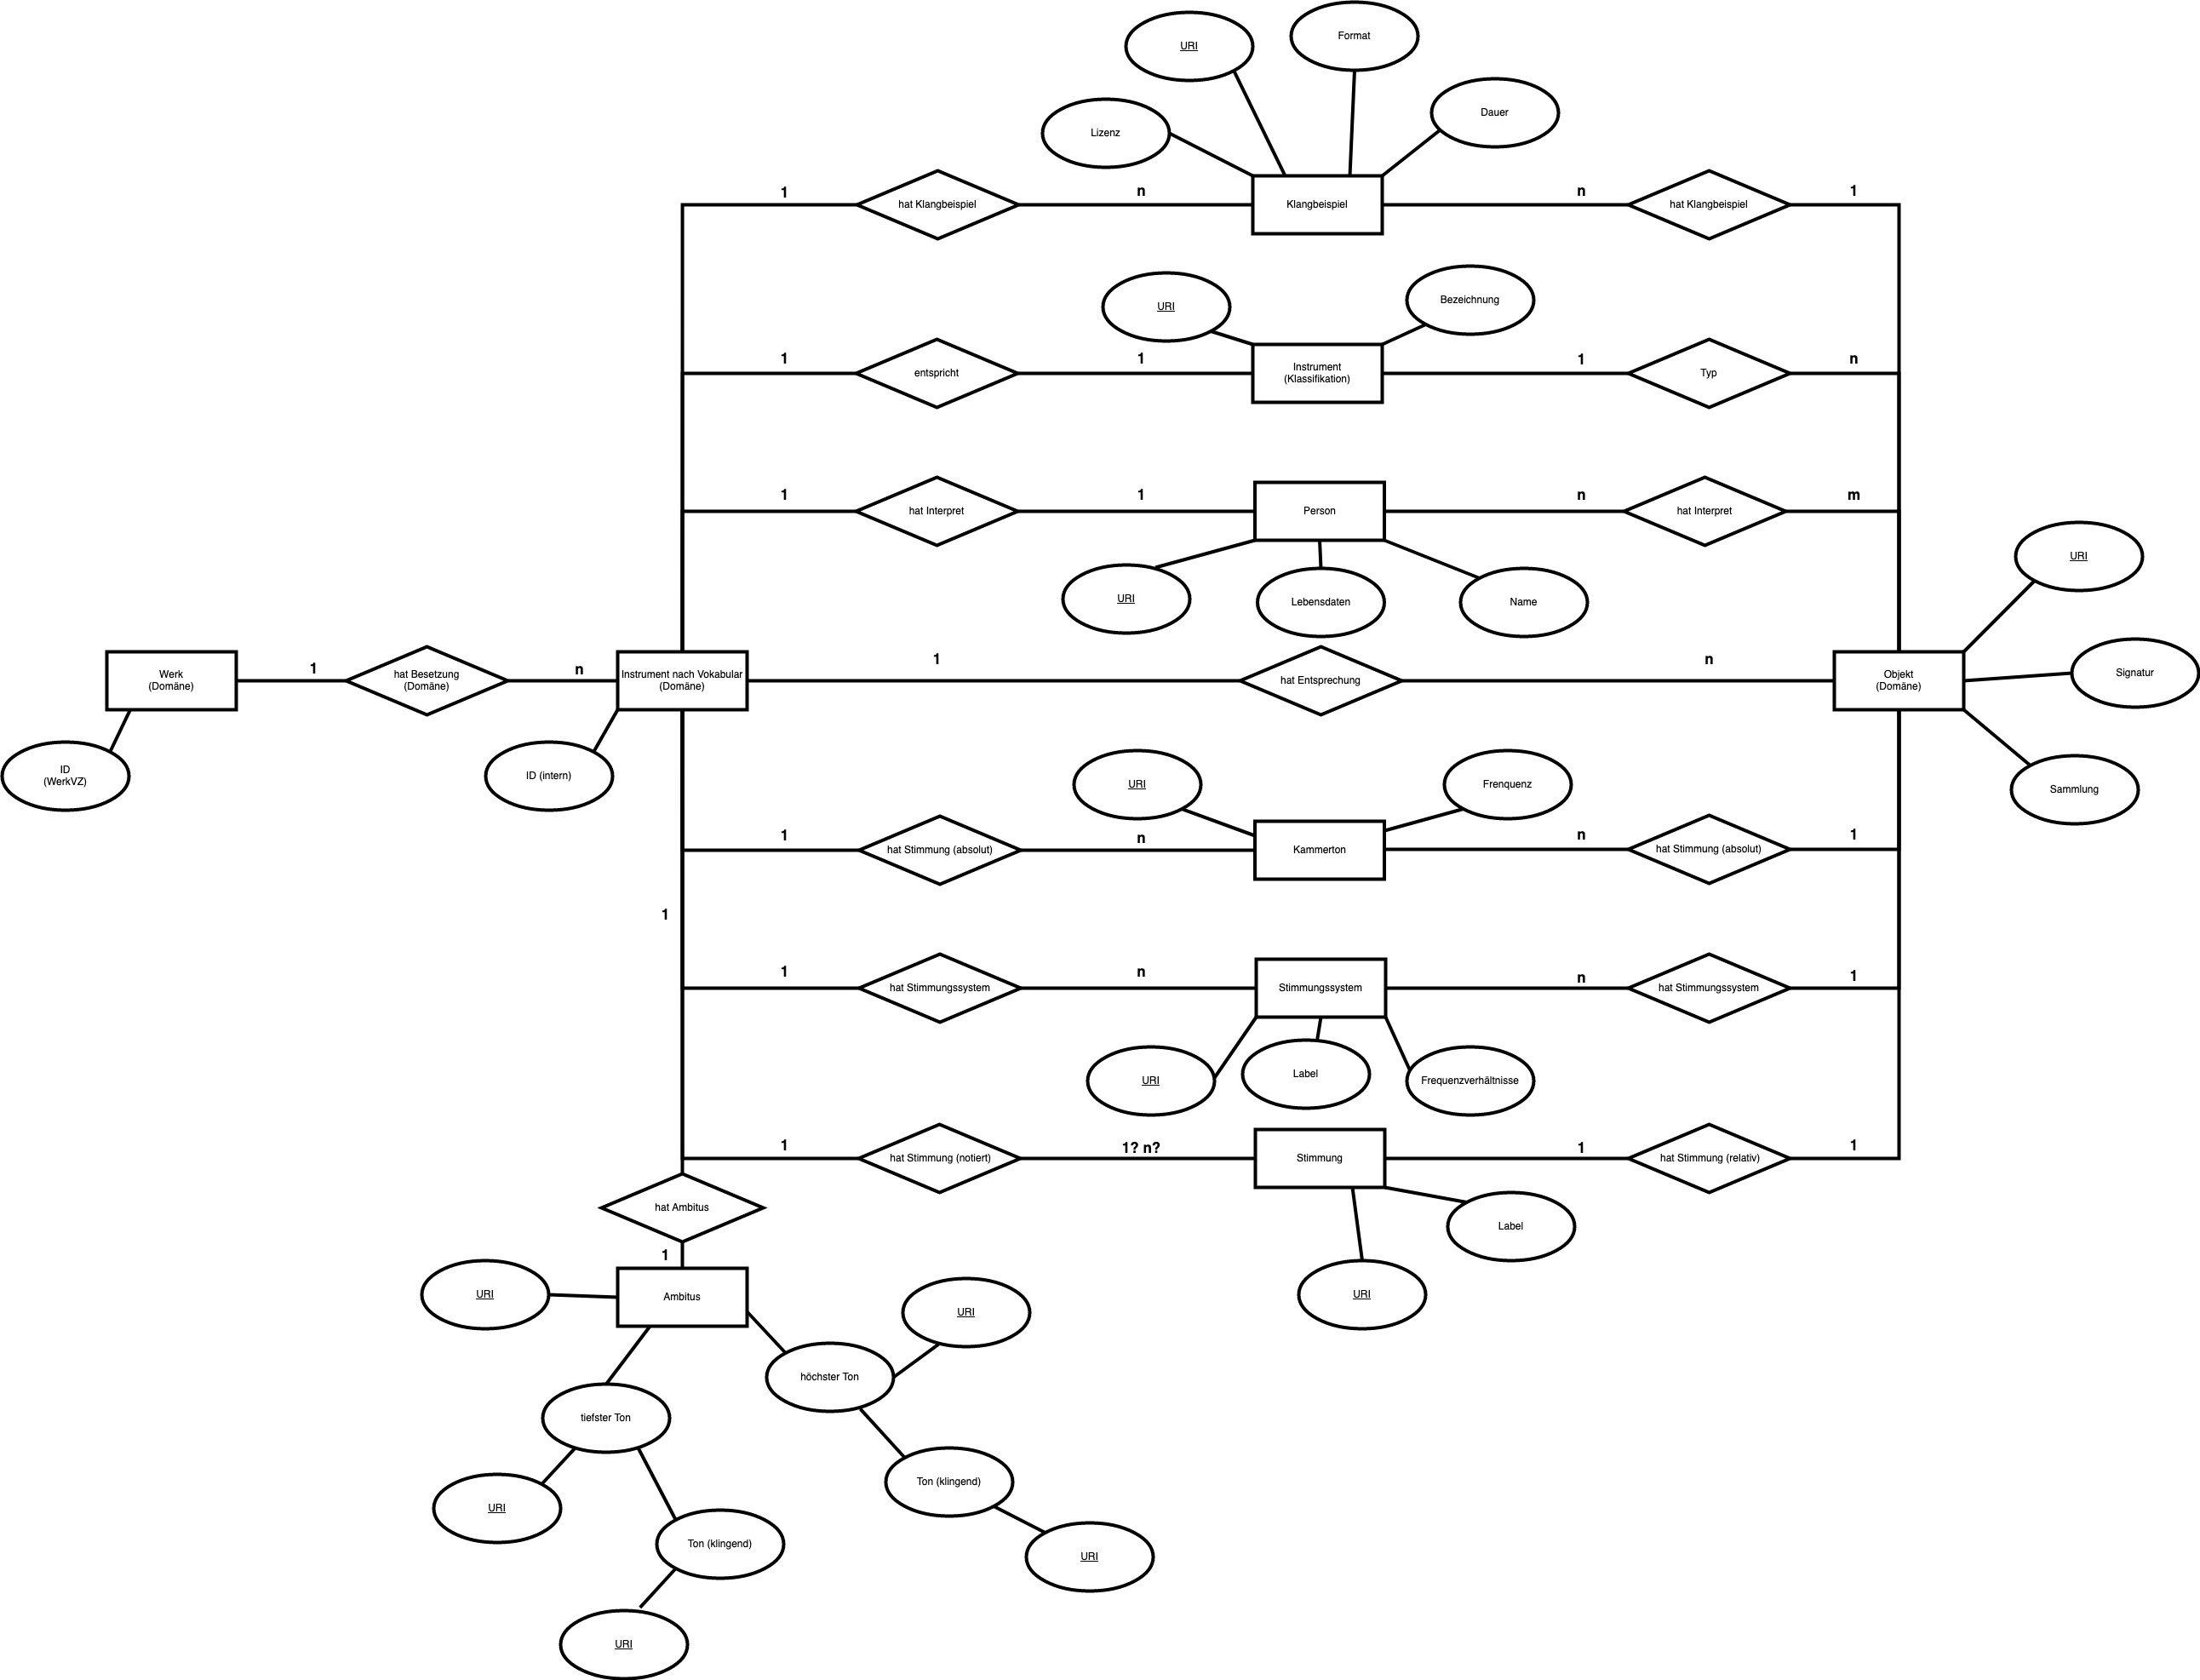 Format
URI
Dauer
Lizenz
1
n
n
1
hat Klangbeispiel
Klangbeispiel
hat Klangbeispiel
URI
Bezeichnung
1
1
1
n
entspricht
Instrument
(Klassifikation)
Typ
1
1
n
m
hat Interpret
Person
hat Interpret
URI
Lebensdaten
Name
URI
1
n
1
n
Werk
(Domäne)
hat Besetzung
(Domäne)
Instrument nach Vokabular
(Domäne)
hat Entsprechung
Objekt
(Domäne)
Signatur
ID
(WerkVZ)
ID (intern)
URI
Frenquenz
Sammlung
1
n
n
1
hat Stimmung (absolut)
Kammerton
hat Stimmung (absolut)
1
1
n
n
1
hat Stimmungssystem
Stimmungssystem
hat Stimmungssystem
URI
Label
Frequenzverhältnisse
1
1? n?
1
1
hat Stimmung (notiert)
Stimmung
hat Stimmung (relativ)
hat Ambitus
Label
1
URI
Ambitus
URI
URI
höchster Ton
tiefster Ton
Ton (klingend)
URI
Ton (klingend)
URI
URI